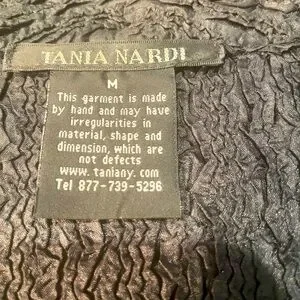 TANIA NARDI
M
This garment is made
by hand and may have
irregularities in
material, shape and
dimension, which are
not defects
www. taniany. com
Tel 877-739-5296